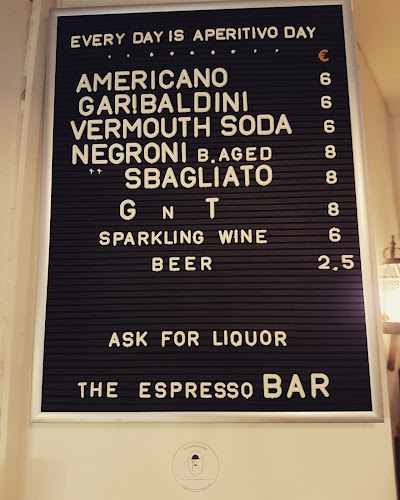 EVERY DAY IS APERITIVO DAY
€
AMERICANO 6
GARIBALDINI 6
VERMOUTH SODA 6
NEGRONI B.AGED 8
" SBAGLIATO 8
G N T 8
SPARKLING WINE 6
BEER 2.5
ASK FOR LIQUOR
THE ESPRESSO BAR